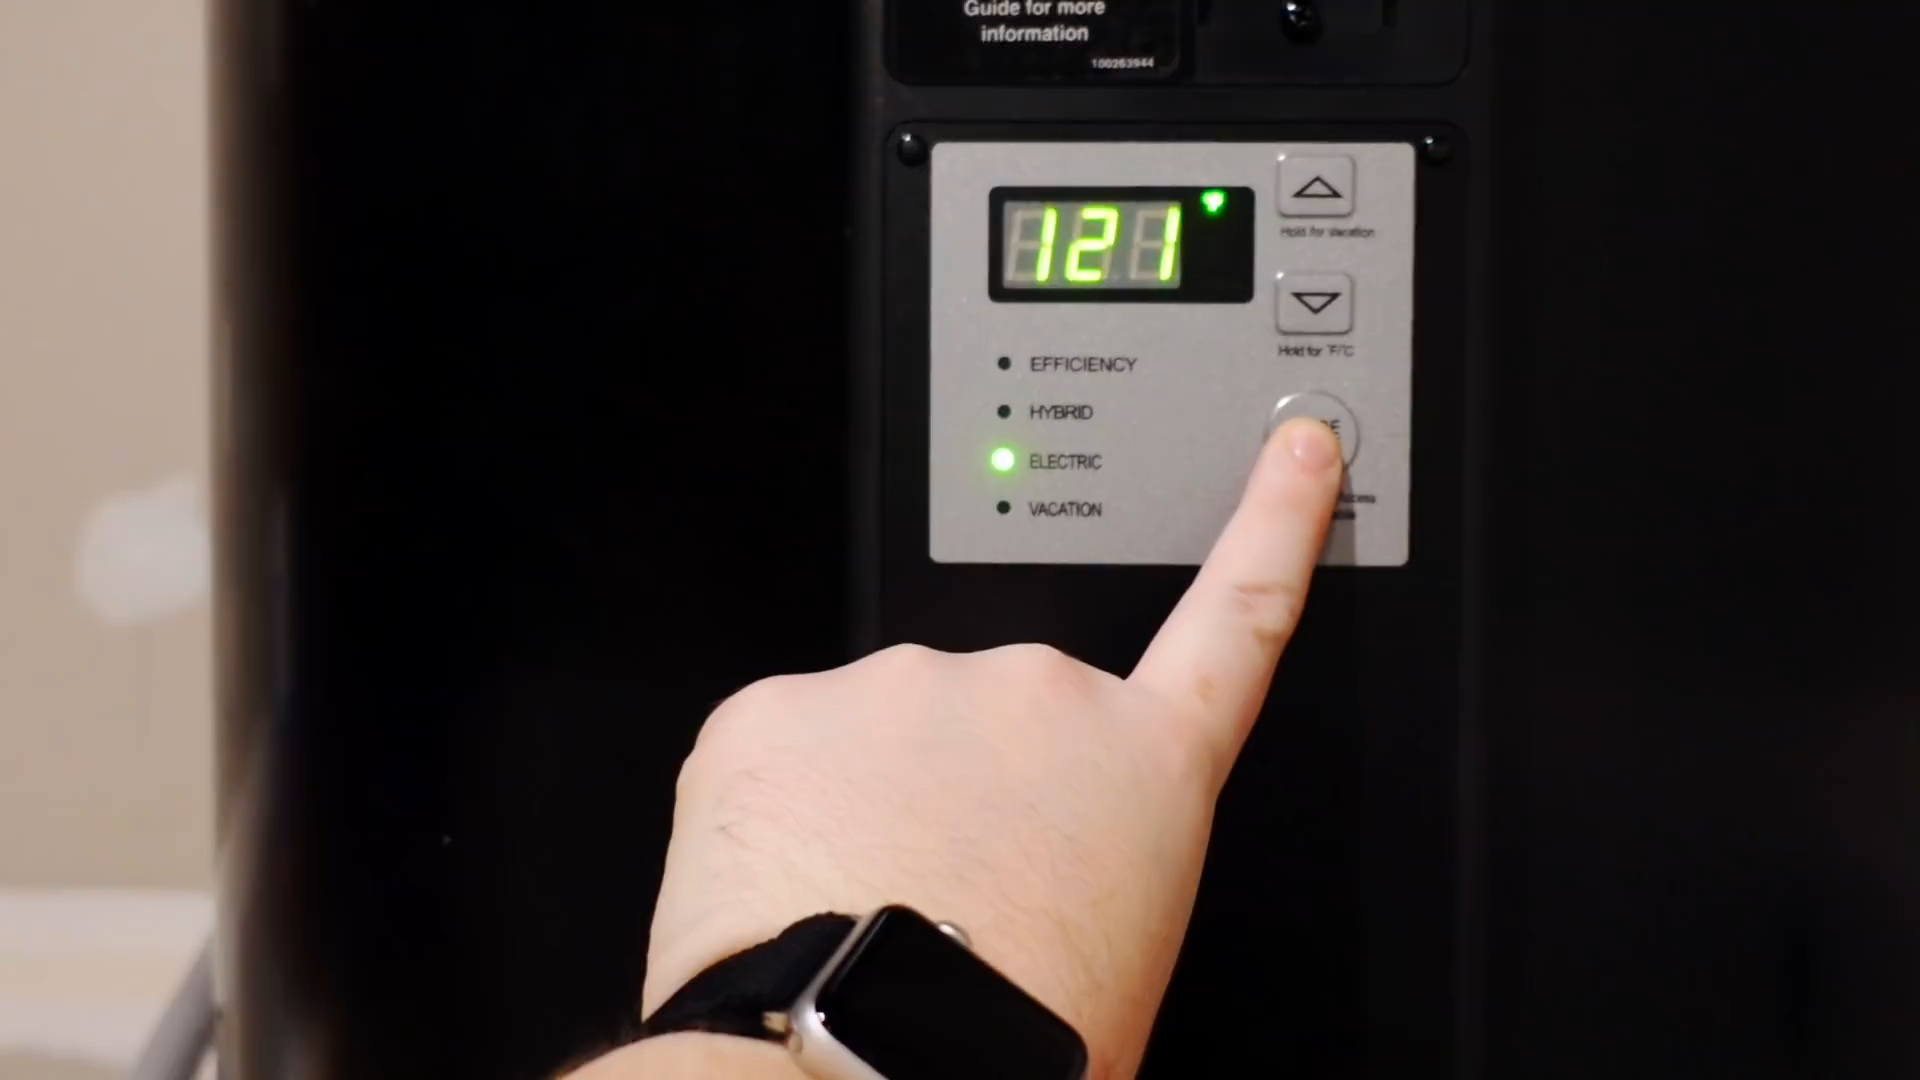 Guide for more
information
100263944
121
Hold for Vacation
Hold for °F/°C
EFFICIENCY
HYBRID
ELECTRIC
VACATION